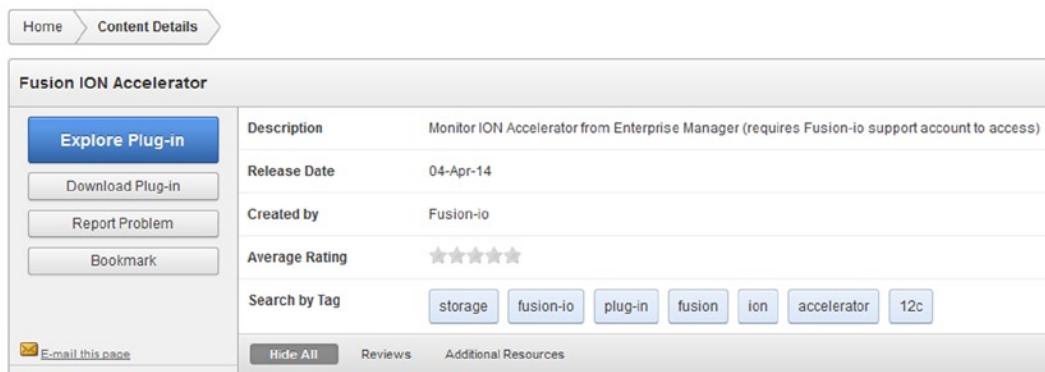 Home
Content Details
Fusion ION Accelerator
Explore Plug-in
Download Plug-in
Report Problem
Bookmark
E-mail this page
Description Monitor ION Accelerator from Enterprise Manager (requires Fusion-io support account to access)
Release Date 04-Apr-14
Created by Fusion-io
Average Rating
Search by Tag storage fusion-io plug-in fusion ion accelerator 12c
Hide All Reviews Additional Resources